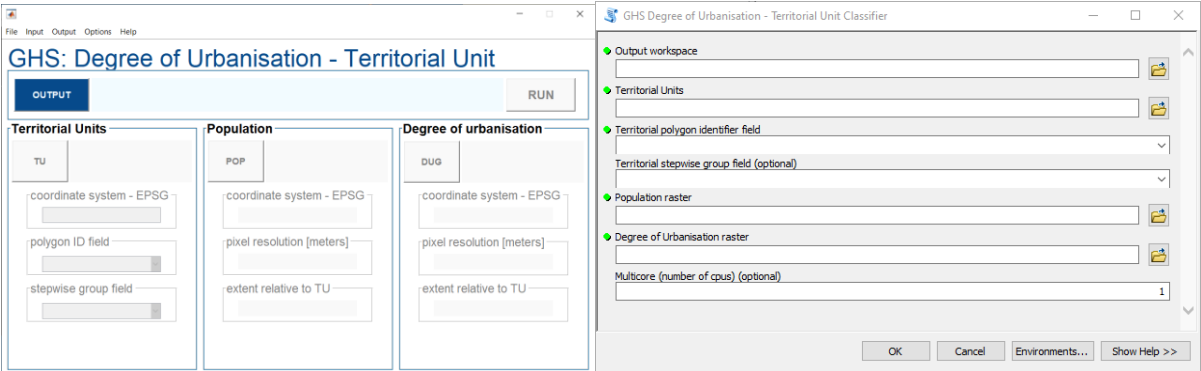 File Input Output Options Help
GHS: Degree of Urbanisation - Territorial Unit
OUTPUT
RUN
Territorial Units
TU
coordinate system - EPSG
polygon ID field
stepwise group field
Population
POP
coordinate system - EPSG
pixel resolution [meters]
extent relative to TU
Degree of urbanisation
DUG
coordinate system - EPSG
pixel resolution [meters]
extent relative to TU
GHS Degree of Urbanisation - Territorial Unit Classifier
Output workspace
Territorial Units
Territorial polygon identifier field
Territorial stepwise group field (optional)
Population raster
Degree of Urbanisation raster
Multicore (number of cpus) (optional)
1
OK Cancel Environments... Show Help >>